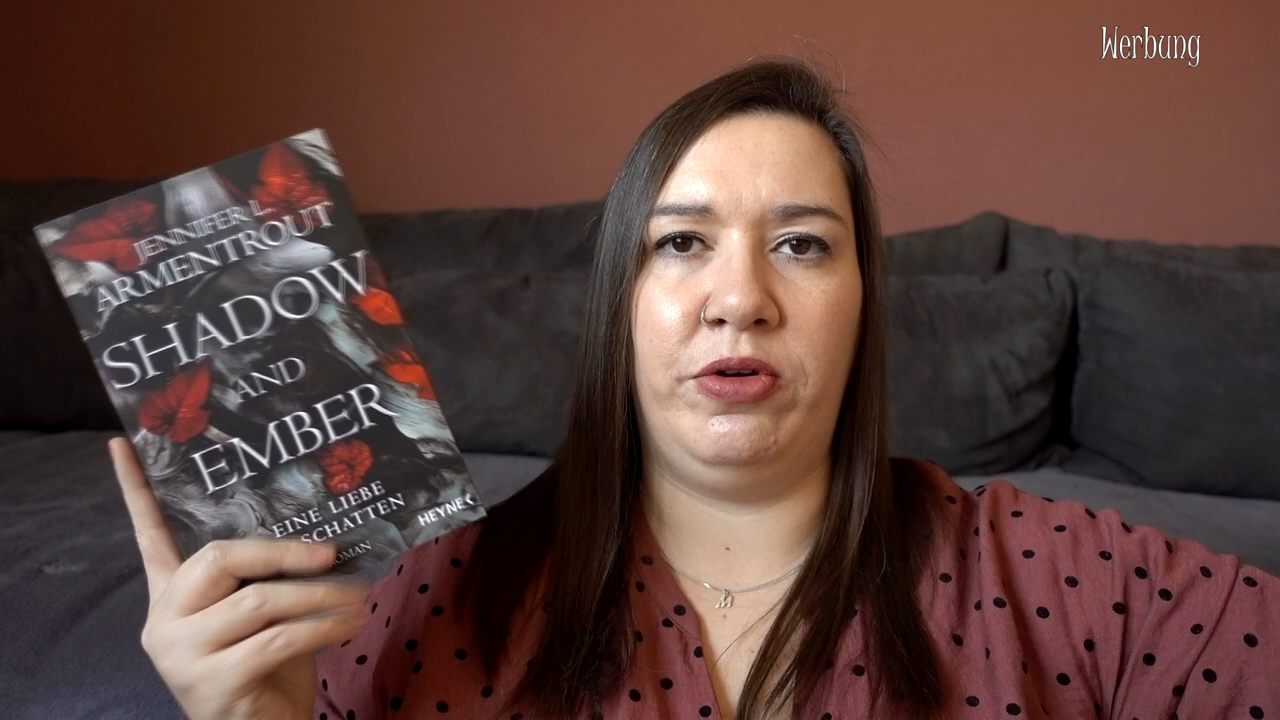 Werbung
JENNIFER L.
ARMENTROUT
SHADOW
AND
EMBER
EINE LIEBE
SCHATTEN
ROMAN
HEYNE<
M